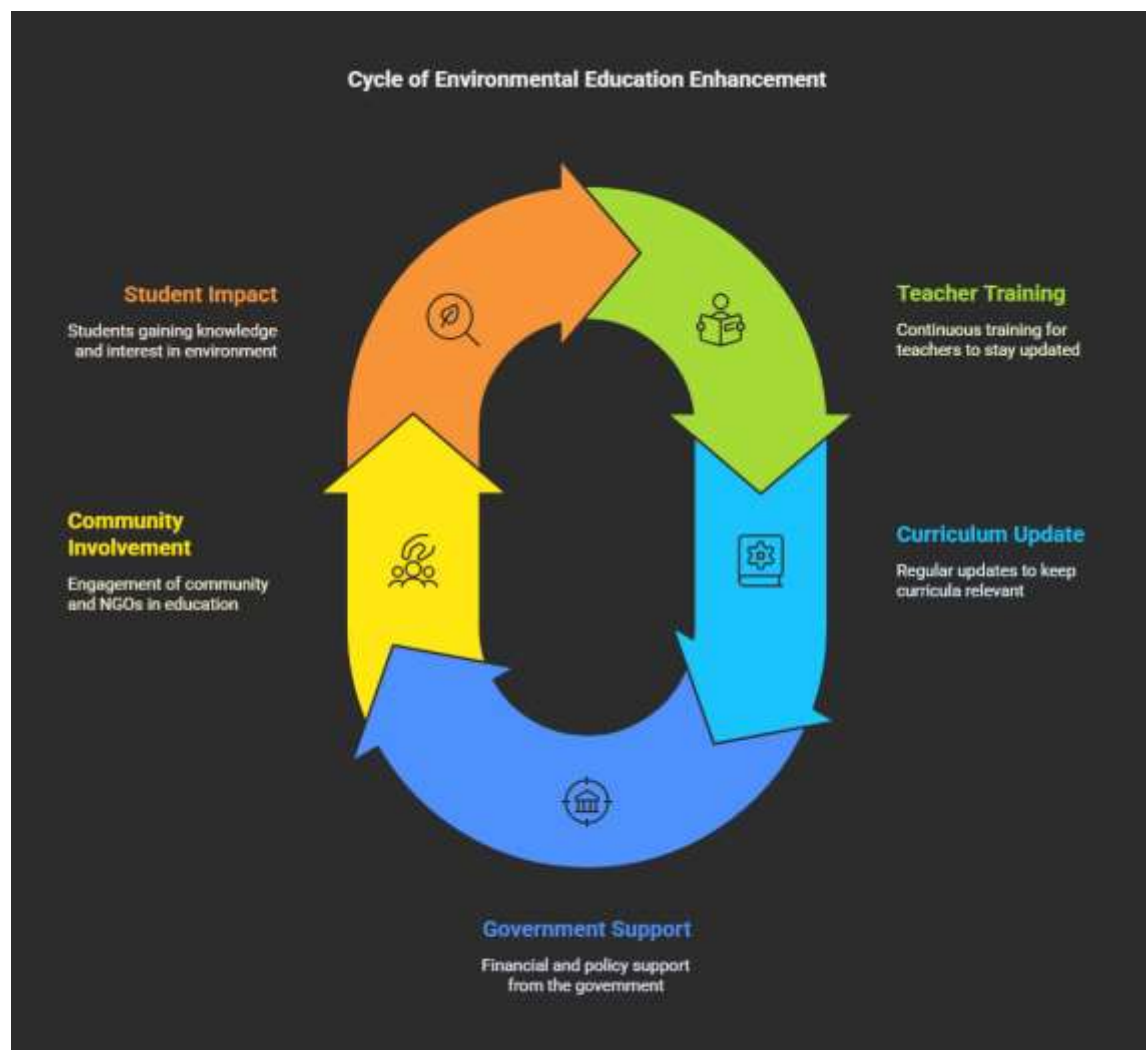 Cycle of Environmental Education Enhancement
Student Impact
Students gaining knowledge
and interest in environment
Teacher Training
Continuous training for
teachers to stay updated
Community
Involvement
Engagement of community
and NGOs in education
Curriculum Update
Regular updates to keep
curricula relevant
Government Support
Financial and policy support
from the government